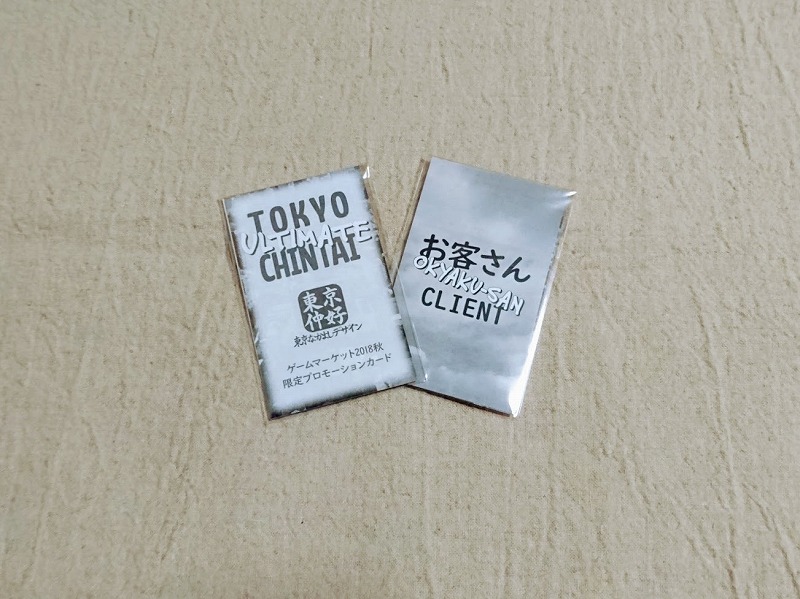 TOKYO
ULTIMATE
CHINTAI
東京
仲好
東京なかよしデザイン
ゲームマーケット2018秋
限定プロモーションカード
お客さん
OKYAKU-SAN
CLIENT